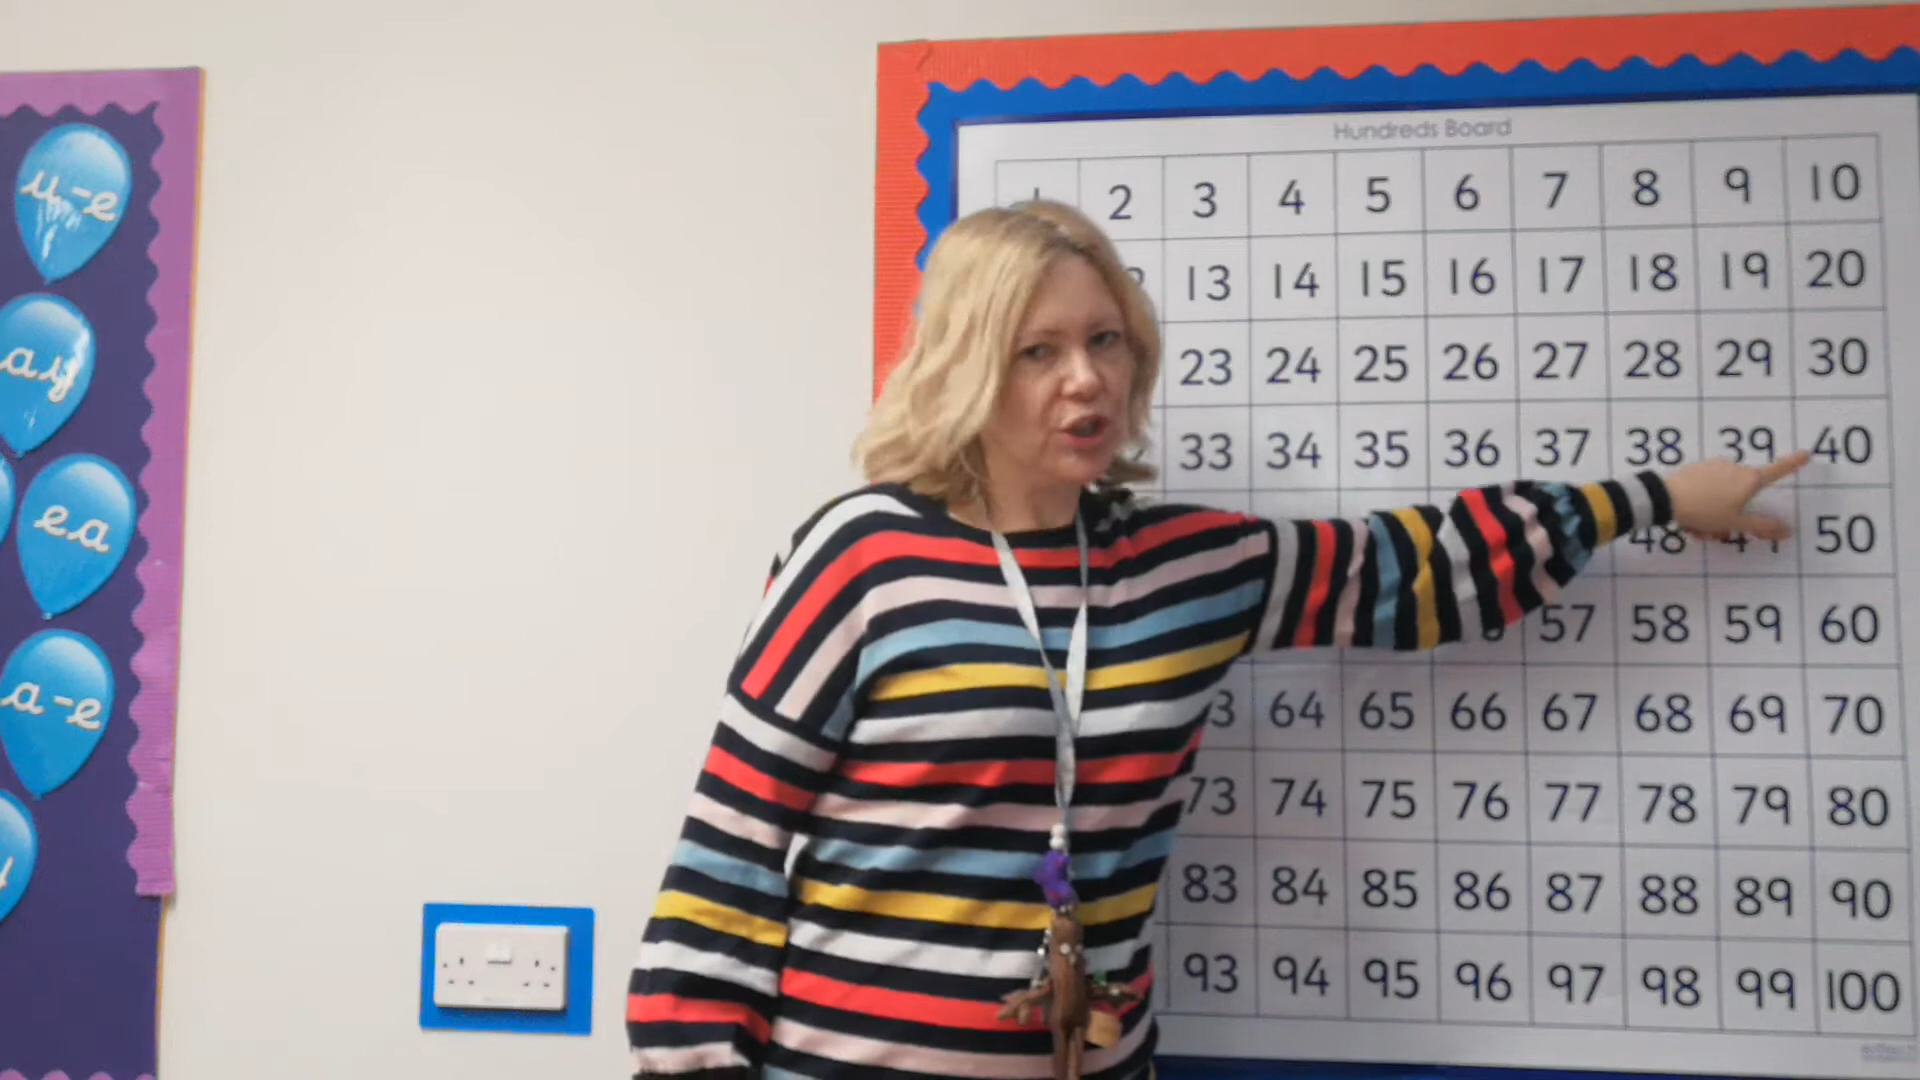 u-e
ay
ea
a-e
Hundreds Board
2 3 4 5 6 7 8 9 10
13 14 15 16 17 18 19 20
23 24 25 26 27 28 29 30
33 34 35 36 37 38 39 40
48 49 50
57 58 59 60
64 65 66 67 68 69 70
73 74 75 76 77 78 79 80
83 84 85 86 87 88 89 90
93 94 95 96 97 98 99 100